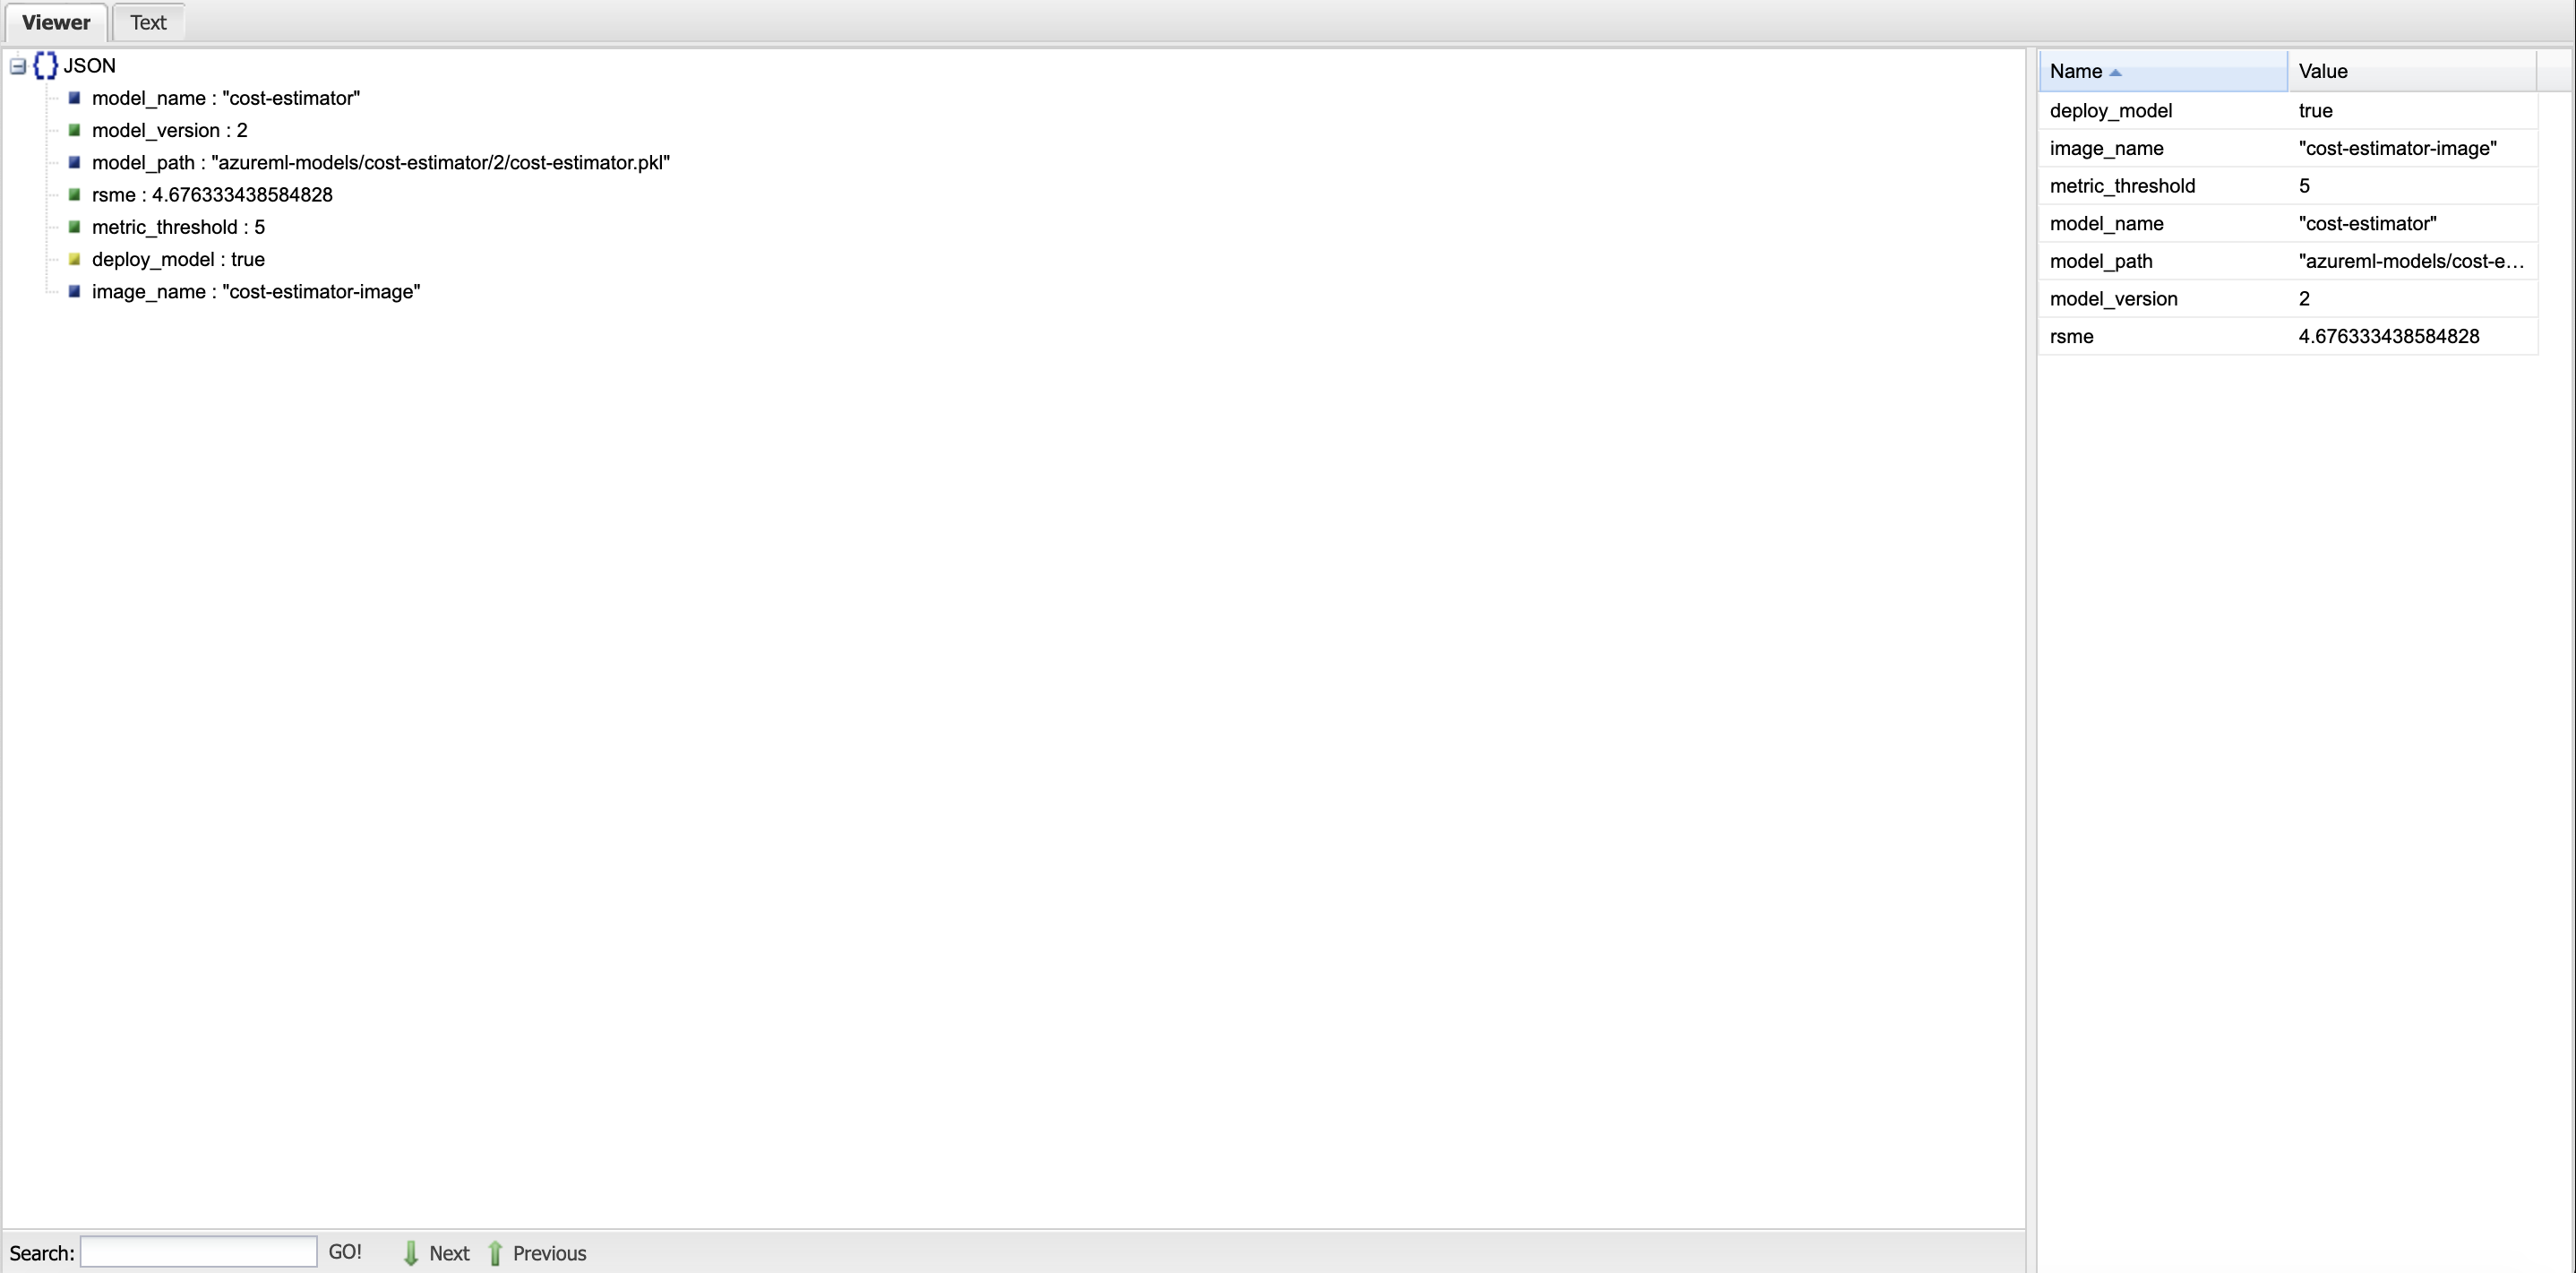 Viewer Text
JSON
model_name : "cost-estimator"
model_version : 2
model_path : "azureml-models/cost-estimator/2/cost-estimator.pkl"
rsme : 4.676333438584828
metric_threshold : 5
deploy_model : true
image_name : "cost-estimator-image"
Name Value
deploy_model true
image_name "cost-estimator-image"
metric_threshold 5
model_name "cost-estimator"
model_path "azureml-models/cost-e...
model_version 2
rsme 4.676333438584828
Search: GO! Next Previous